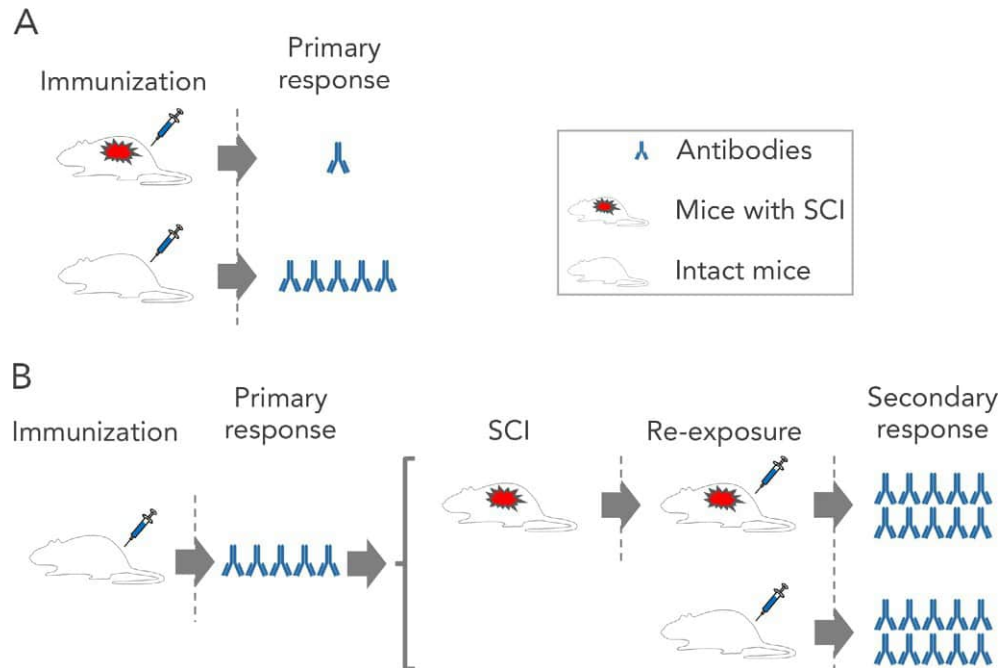 A
Immunization
Primary
response
Antibodies
Mice with SCI
Intact mice
B
Immunization
Primary
response
SCI
Re-exposure
Secondary
response